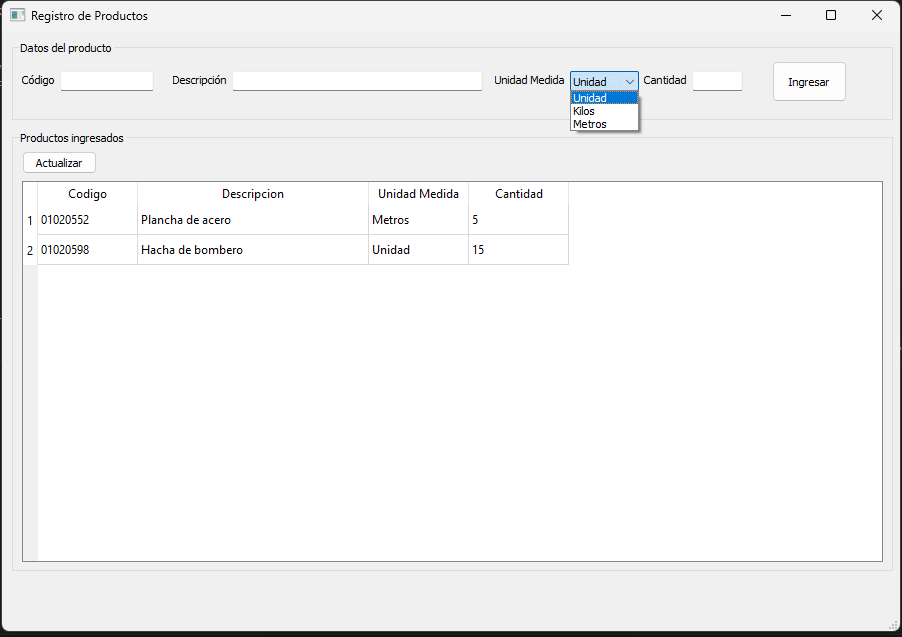 Registro de Productos
Datos del producto
Código Descripción Unidad Medida Unidad Cantidad Ingresar
Unidad
Kilos
Metros
Productos ingresados
Actualizar
Codigo Descripcion Unidad Medida Cantidad
1 01020552 Plancha de acero Metros 5
2 01020598 Hacha de bombero Unidad 15